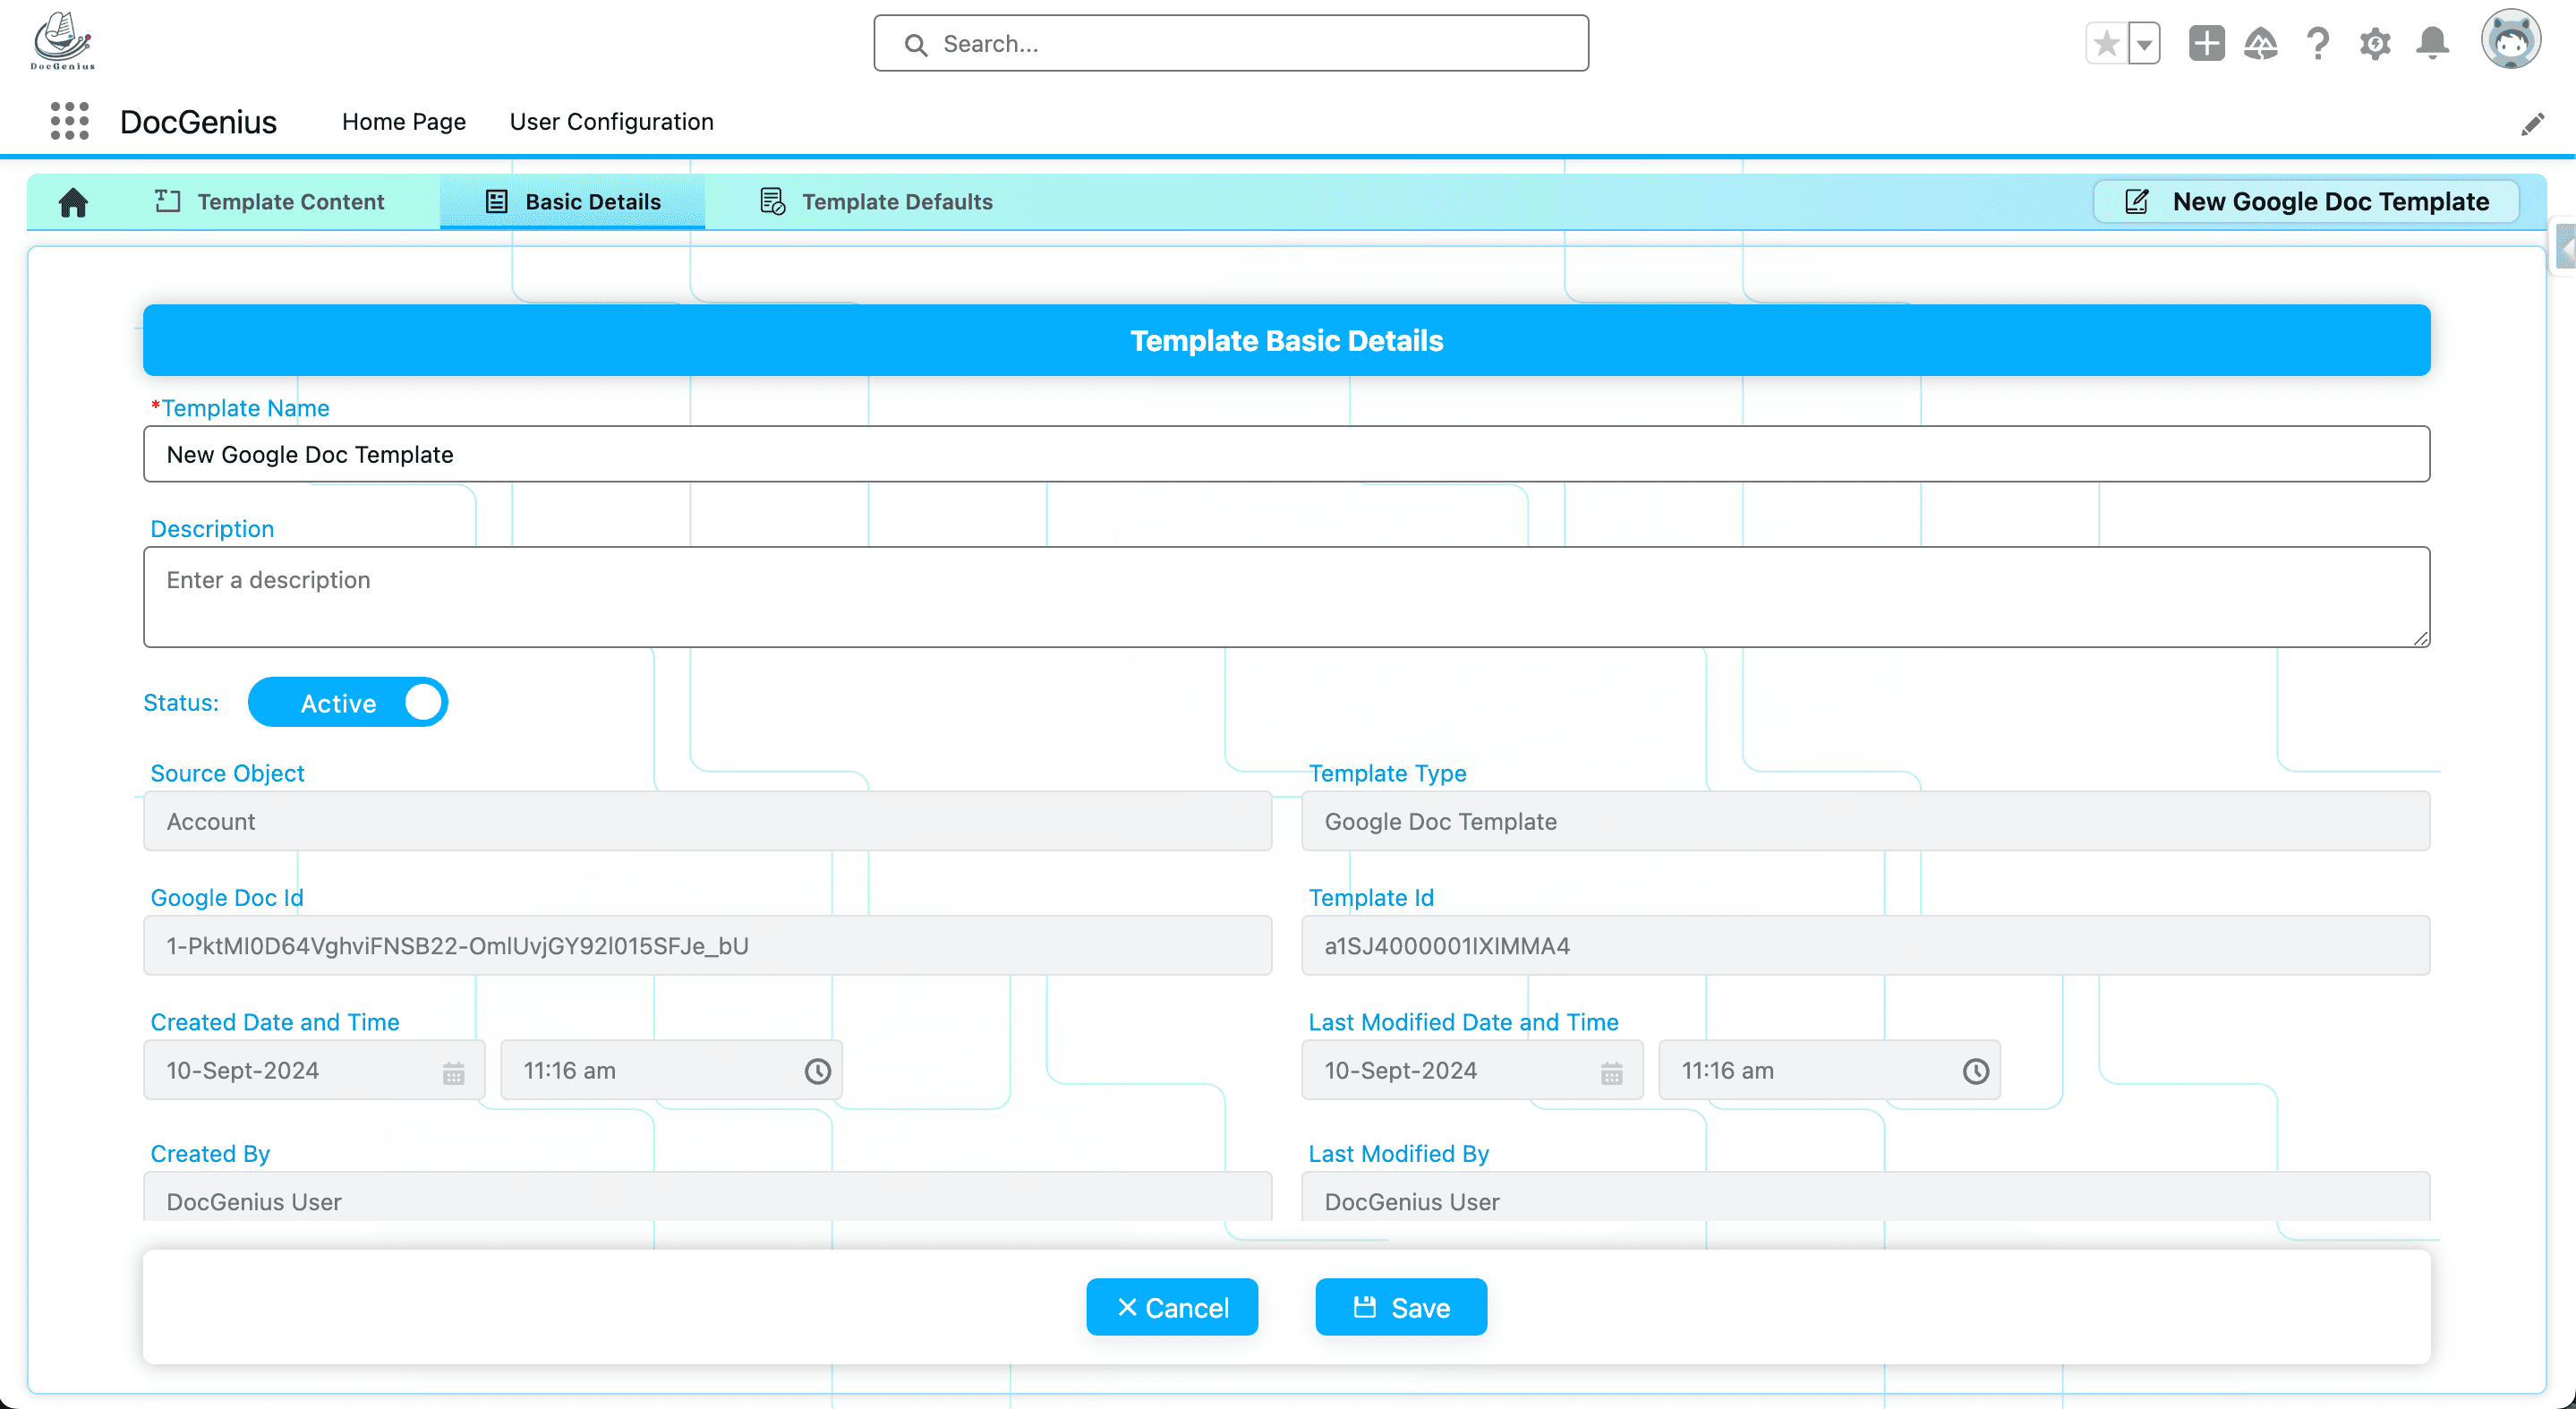 DocGenius
Search...
DocGenius
Home Page
User Configuration
Template Content
Basic Details
Template Defaults
New Google Doc Template
Template Basic Details
*Template Name
New Google Doc Template
Description
Enter a description
Status:
Active
Source Object
Template Type
Account
Google Doc Template
Google Doc Id
Template Id
1-PktMl0D64VghviFNSB22-OmlUvjGY92l015SFJe_bU
a1SJ4000001IXIMMA4
Created Date and Time
Last Modified Date and Time
10-Sept-2024
11:16 am
10-Sept-2024
11:16 am
Created By
Last Modified By
DocGenius User
DocGenius User
Cancel
Save